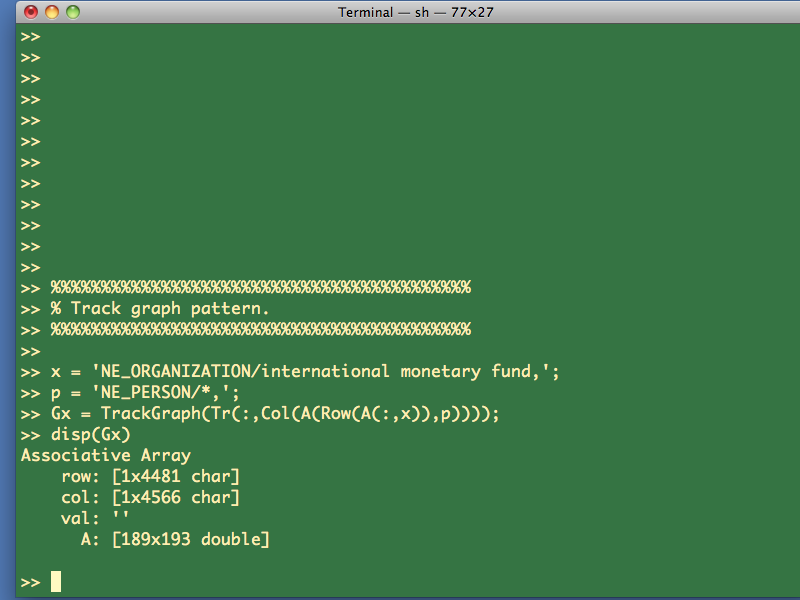 Terminal — sh — 77×27
>>
>>
>>
>>
>>
>>
>>
>>
>>
>>
>>
>>
>> %%%%%%%%%%%%%%%%%%%%%%%%%%%%%%%%%%%%%%%%%%
>> % Track graph pattern.
>> %%%%%%%%%%%%%%%%%%%%%%%%%%%%%%%%%%%%%%%%%%
>>
>> x = 'NE_ORGANIZATION/international monetary fund,';
>> p = 'NE_PERSON/*,';
>> Gx = TrackGraph(Tr(:,Col(A(Row(A(:,x)),p))));
>> disp(Gx)
Associative Array
    row: [1x4481 char]
    col: [1x4566 char]
    val: ''
      A: [189x193 double]
>>